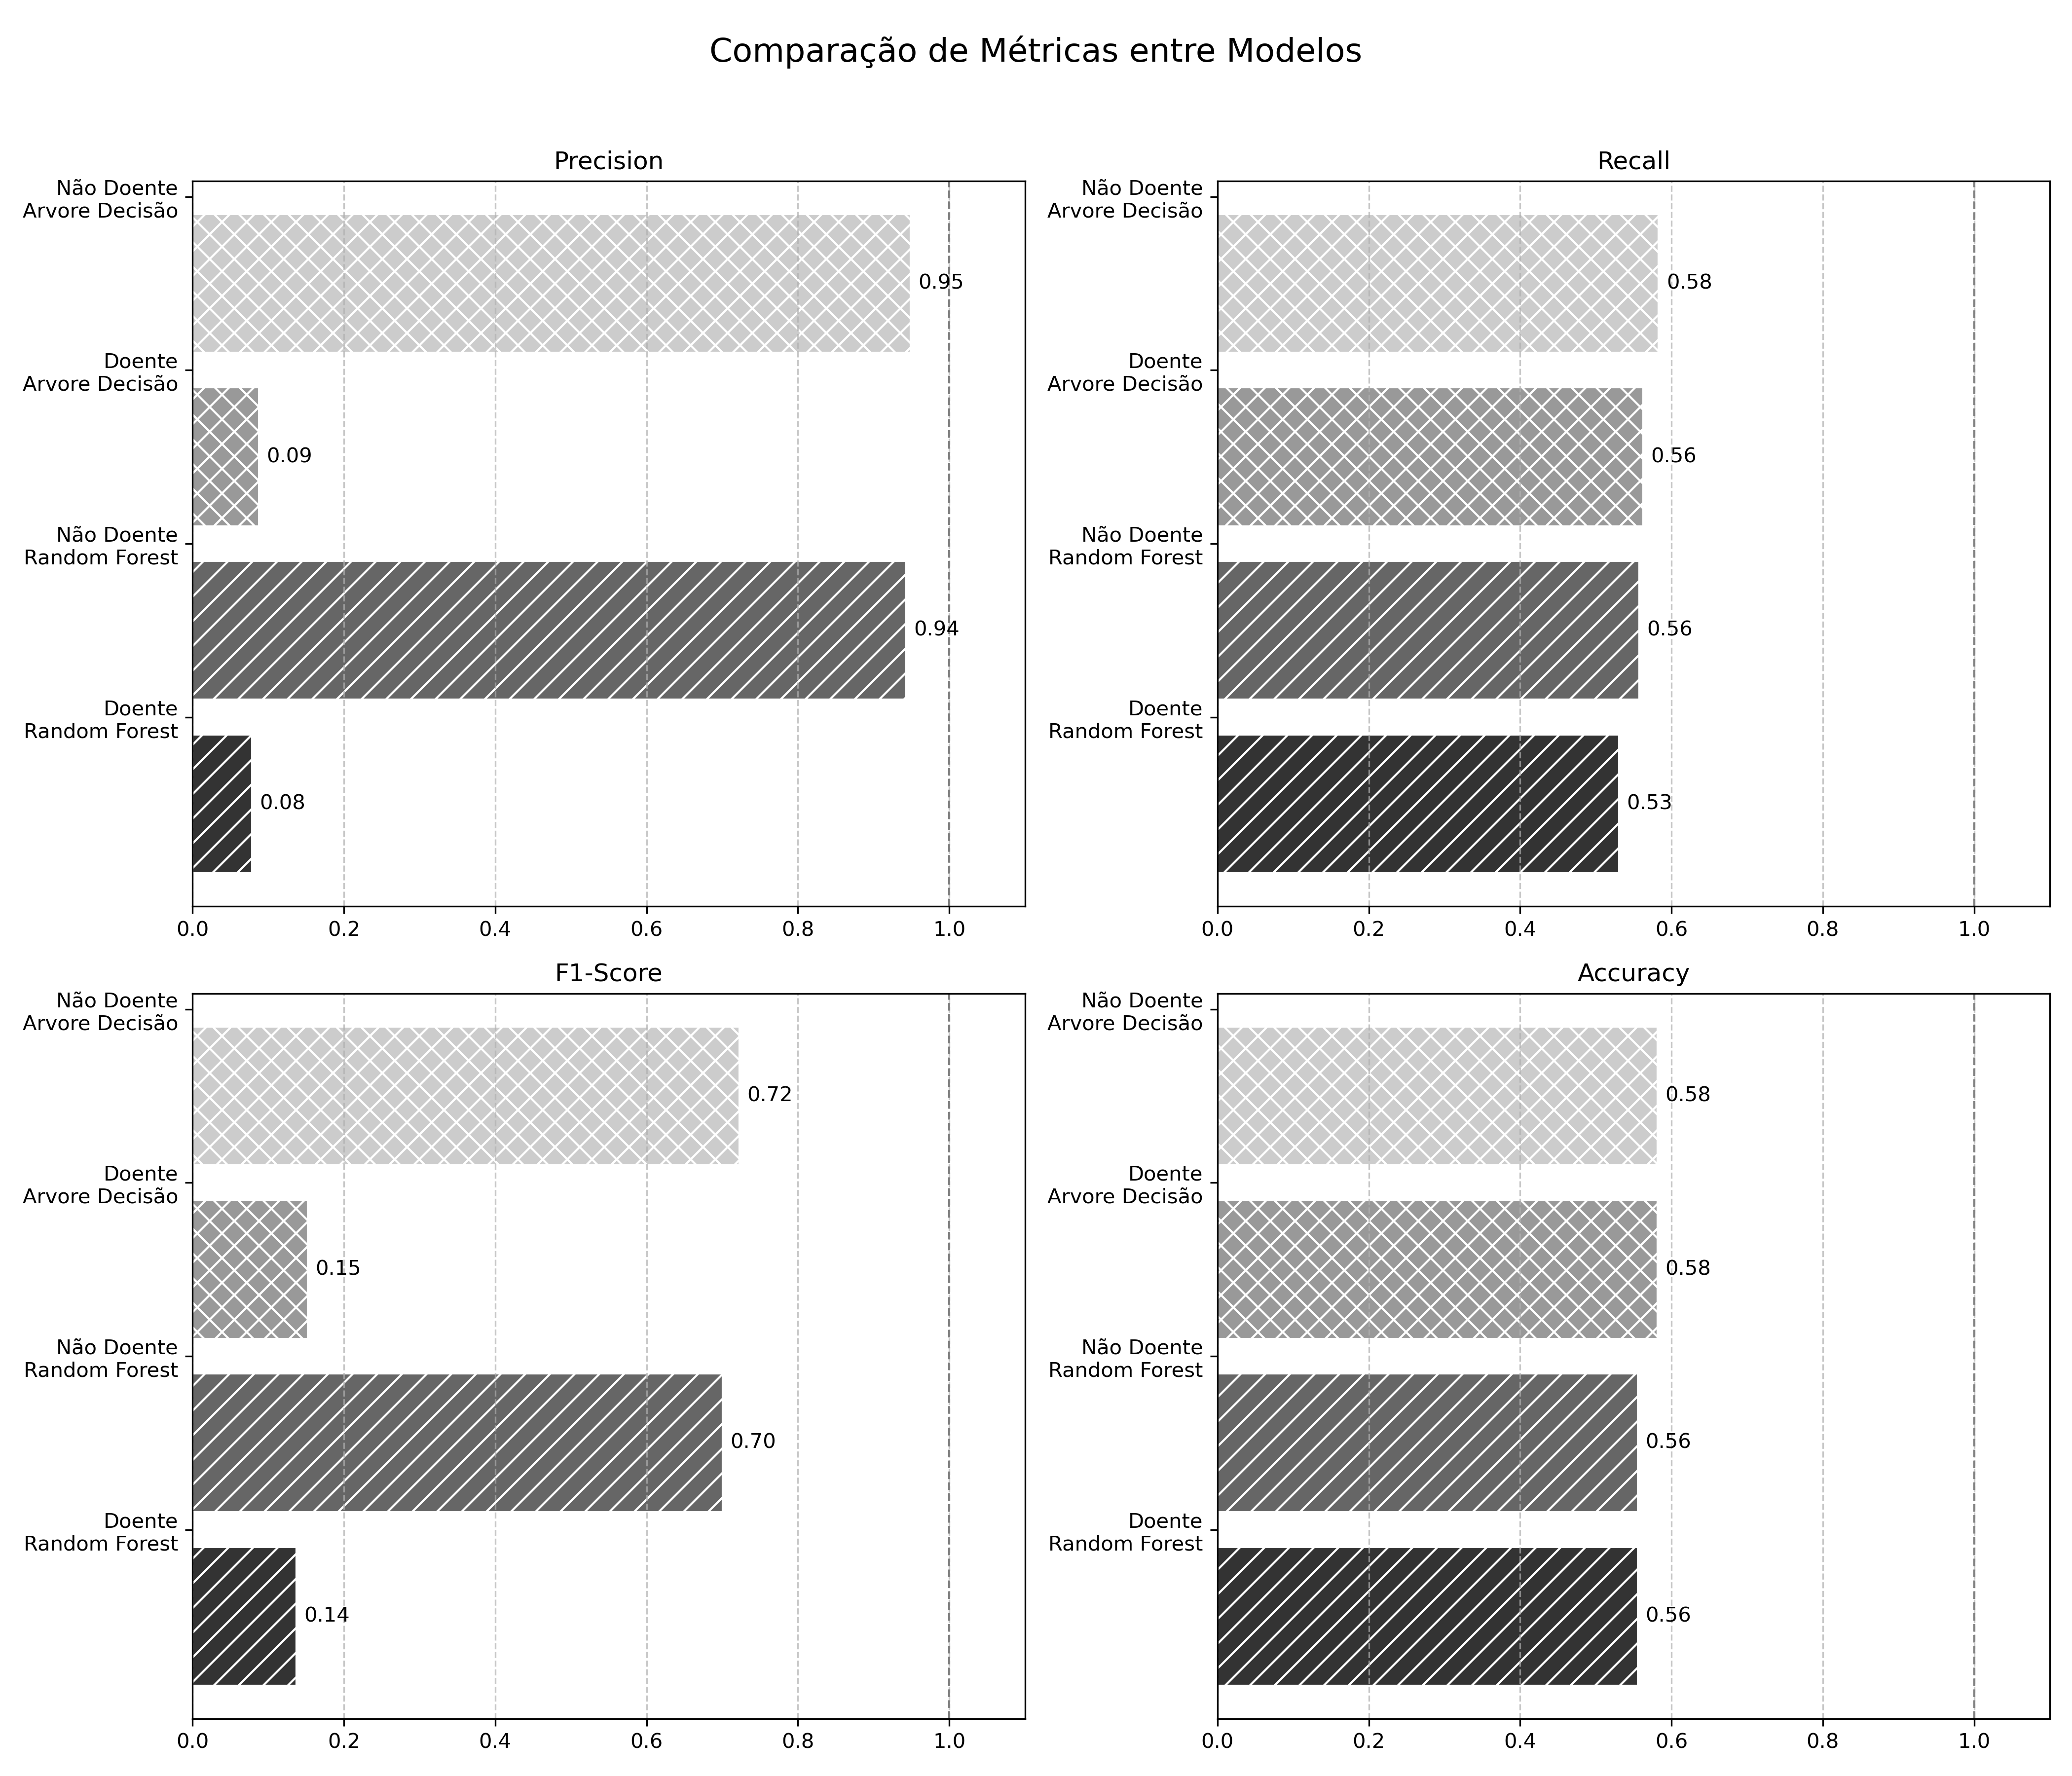 Comparação de Métricas entre Modelos
Precision
Não Doente
Arvore Decisão
0.95
Doente
Arvore Decisão
0.09
Não Doente
Random Forest
0.94
Doente
Random Forest
0.08
0.0 0.2 0.4 0.6 0.8 1.0
Recall
Não Doente
Arvore Decisão
0.58
Doente
Arvore Decisão
0.56
Não Doente
Random Forest
0.56
Doente
Random Forest
0.53
0.0 0.2 0.4 0.6 0.8 1.0
F1-Score
Não Doente
Arvore Decisão
0.72
Doente
Arvore Decisão
0.15
Não Doente
Random Forest
0.70
Doente
Random Forest
0.14
0.0 0.2 0.4 0.6 0.8 1.0
Accuracy
Não Doente
Arvore Decisão
0.58
Doente
Arvore Decisão
0.58
Não Doente
Random Forest
0.56
Doente
Random Forest
0.56
0.0 0.2 0.4 0.6 0.8 1.0